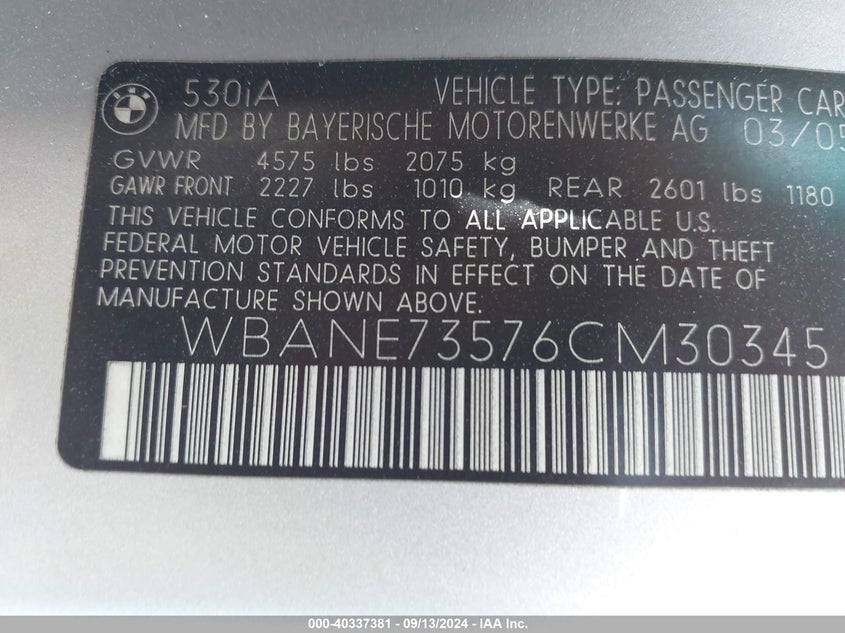 BMW
530iA VEHICLE TYPE: PASSENGER CAR
MFD BY BAYERISCHE MOTORENWERKE AG 03/05
GVWR 4575 lbs 2075 kg
GAWR FRONT 2227 lbs 1010 kg REAR 2601 lbs 1180
THIS VEHICLE CONFORMS TO ALL APPLICABLE U.S.
FEDERAL MOTOR VEHICLE SAFETY, BUMPER AND THEFT
PREVENTION STANDARDS IN EFFECT ON THE DATE OF
MANUFACTURE SHOWN ABOVE.
WBANE73576CM30345
000-40337381 - 09/13/2024 - IAA Inc.